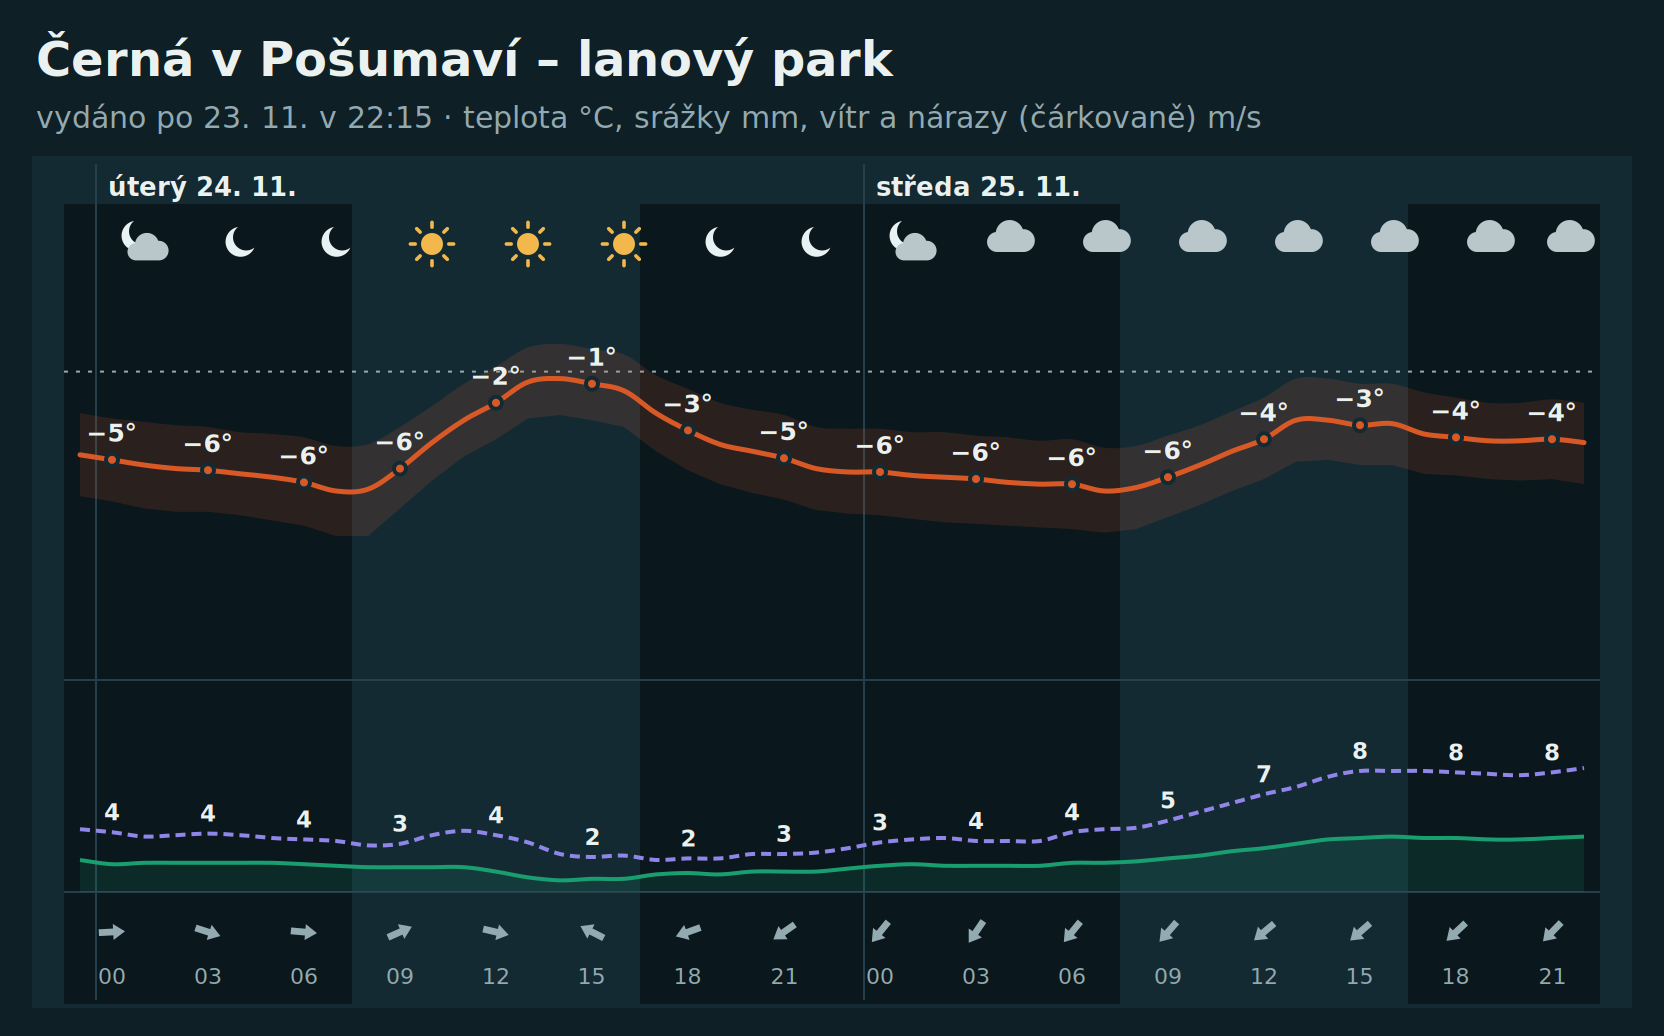 Černá v Pošumaví – lanový park
vydáno po 23. 11. v 22:15 · teplota °C, srážky mm, vítr a nárazy (čárkovaně) m/s
úterý 24. 11. středa 25. 11.
−5° −6° −6° −6° −2° −1° −3° −5° −6° −6° −6° −6° −4° −3° −4° −4°
4 4 4 3 4 2 2 3 3 4 4 5 7 8 8 8
00 03 06 09 12 15 18 21 00 03 06 09 12 15 18 21